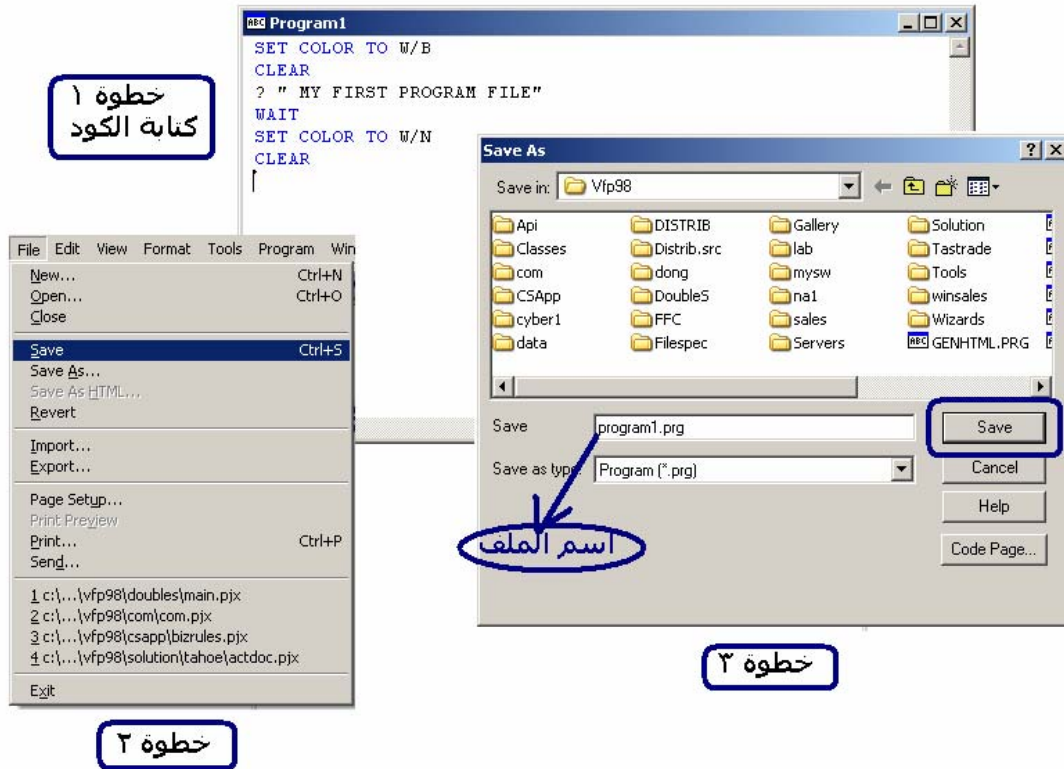 Program1
SET COLOR TO W/B
CLEAR
? " MY FIRST PROGRAM FILE"
WAIT
SET COLOR TO W/N
CLEAR
خطوة ١
كتابة الكود
File Edit View Format Tools Program Win
New... Ctrl+N
Open... Ctrl+O
Close
Save Ctrl+S
Save As...
Save As HTML...
Revert
Import...
Export...
Page Setup...
Print Preview
Print... Ctrl+P
Send...
1 c:\...\vfp98\doubles\main.pjx
2 c:\...\vfp98\com\com.pjx
3 c:\...\vfp98\csapp\bizrules.pjx
4 c:\...\vfp98\solution\tahoe\actdoc.pjx
Exit
خطوة ٢
Save As
Save in: Vfp98
Api DISTRIB Gallery Solution
Classes Distrib.src lab Tastrade
com dong mysw Tools
CSApp DoubleS na1 winsales
cyber1 FFC sales Wizards
data Filespec Servers GENHTML.PRG
Save program1.prg Save
Save as type: Program (*.prg) Cancel
Help
Code Page...
اسم الملف
خطوة ٣